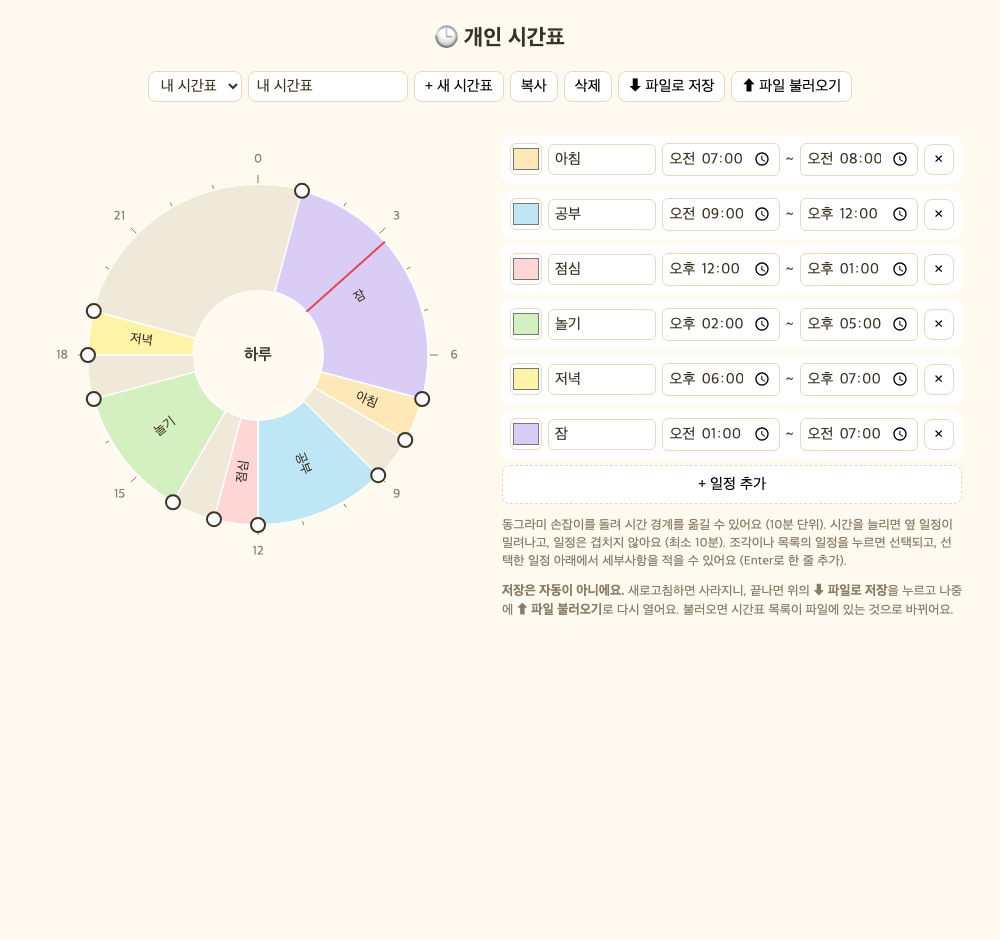 🕒 개인 시간표
내 시간표
내 시간표
+ 새 시간표
복사
삭제
⬇ 파일로 저장
⬆ 파일 불러오기
0
3
6
9
12
15
18
21
잠
아침
공부
점심
놀기
저녁
하루
아침 오전 07:00 ~ 오전 08:00 ×
공부 오전 09:00 ~ 오후 12:00 ×
점심 오후 12:00 ~ 오후 01:00 ×
놀기 오후 02:00 ~ 오후 05:00 ×
저녁 오후 06:00 ~ 오후 07:00 ×
잠 오전 01:00 ~ 오전 07:00 ×
+ 일정 추가
동그라미 손잡이를 돌려 시간 경계를 옮길 수 있어요 (10분 단위). 시간을 늘리면 옆 일정이
밀려나고, 일정은 겹치지 않아요 (최소 10분). 조각이나 목록의 일정을 누르면 선택되고, 선
택한 일정 아래에서 세부사항을 적을 수 있어요 (Enter로 한 줄 추가).
저장은 자동이 아니에요. 새로고침하면 사라지니, 끝나면 위의 ⬇ 파일로 저장을 누르고 나중
에 ⬆ 파일 불러오기로 다시 열어요. 불러오면 시간표 목록이 파일에 있는 것으로 바뀌어요.